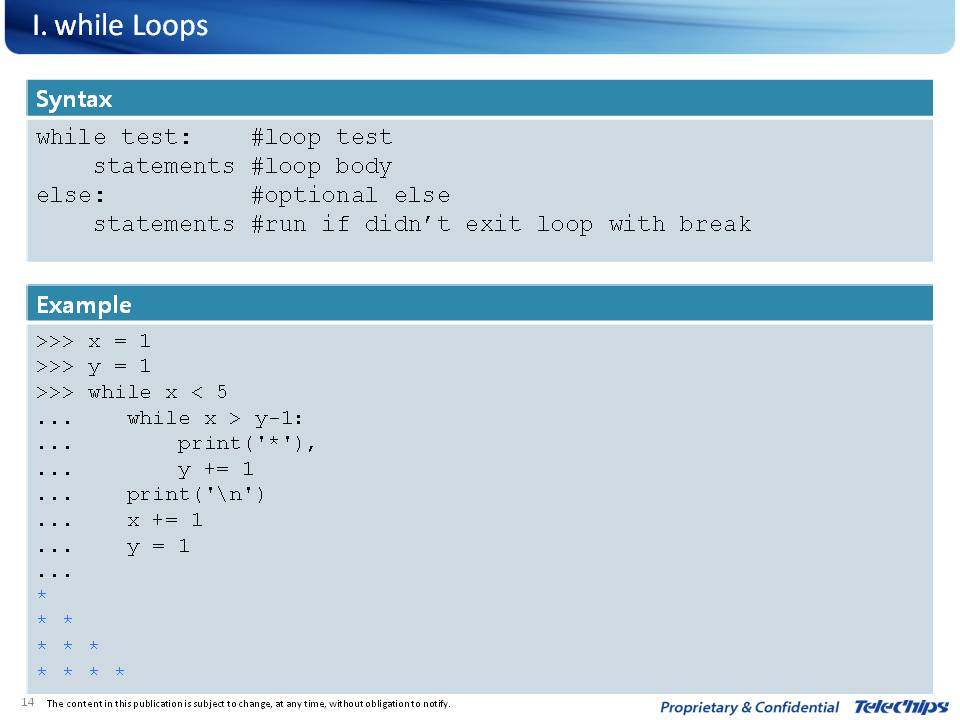 I. while Loops
Syntax
while test:    #loop test
    statements #loop body
else:          #optional else
    statements #run if didn’t exit loop with break
Example
>>> x = 1
>>> y = 1
>>> while x < 5
...    while x > y-1:
...        print('*'),
...        y += 1
...    print('\n')
...    x += 1
...    y = 1
...
*
* *
* * *
* * * *
14 The content in this publication is subject to change, at any time, without obligation to notify.
Proprietary & Confidential TeleChips